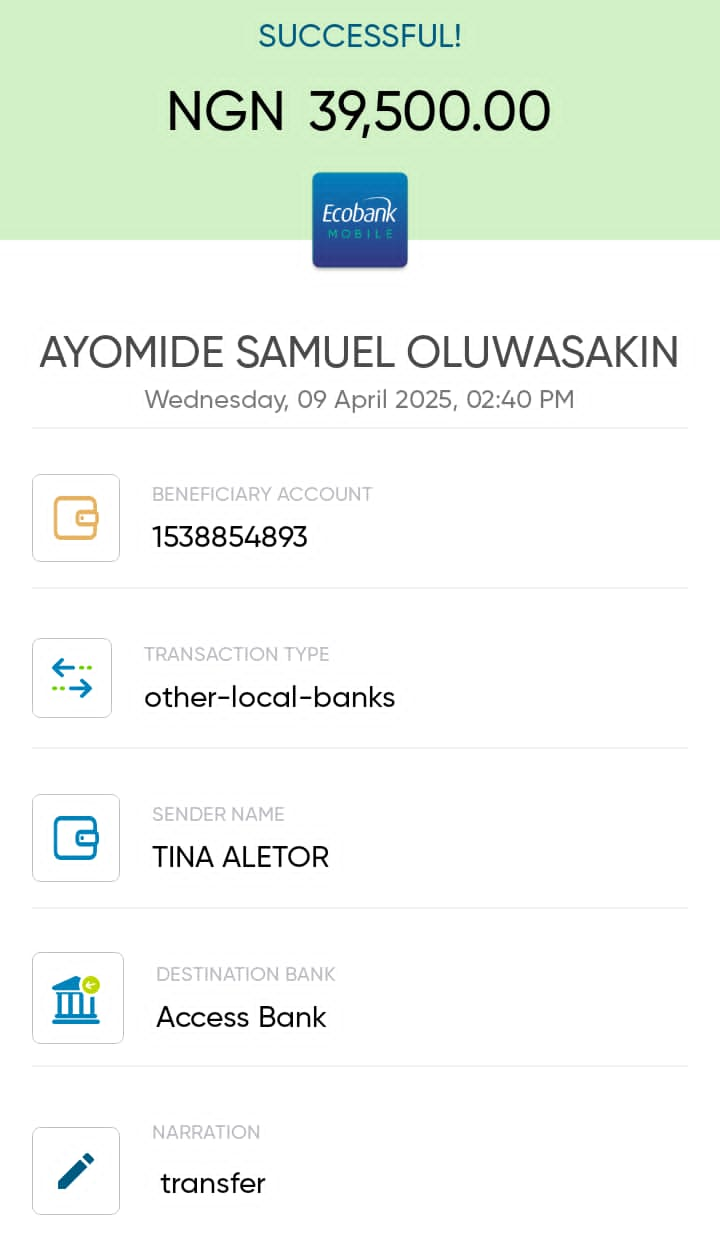 SUCCESSFUL!
NGN 39,500.00
Ecobank
MOBILE
AYOMIDE SAMUEL OLUWASAKIN
Wednesday, 09 April 2025, 02:40 PM
BENEFICIARY ACCOUNT
1538854893
TRANSACTION TYPE
other-local-banks
SENDER NAME
TINA ALETOR
DESTINATION BANK
Access Bank
NARRATION
transfer